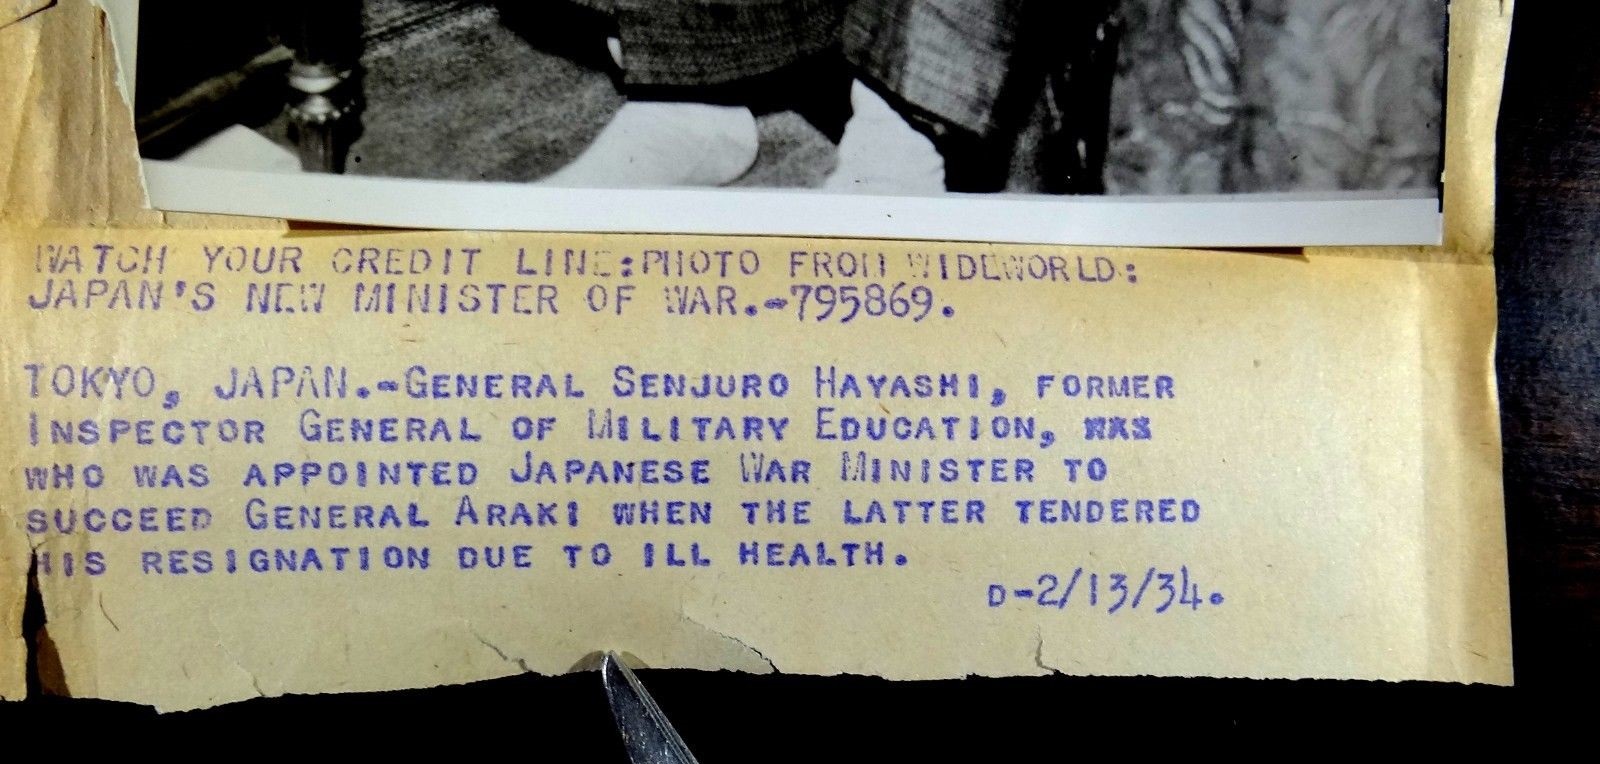 WATCH YOUR CREDIT LINE:PHOTO FROM WIDEWORLD:
JAPAN'S NEW MINISTER OF WAR.-795869.
TOKYO, JAPAN.-GENERAL SENJURO HAYASHI, FORMER
INSPECTOR GENERAL OF MILITARY EDUCATION,
WHO WAS APPOINTED JAPANESE WAR MINISTER TO
SUCCEED GENERAL ARAKI WHEN THE LATTER TENDERED
HIS RESIGNATION DUE TO ILL HEALTH.
D-2/13/34.